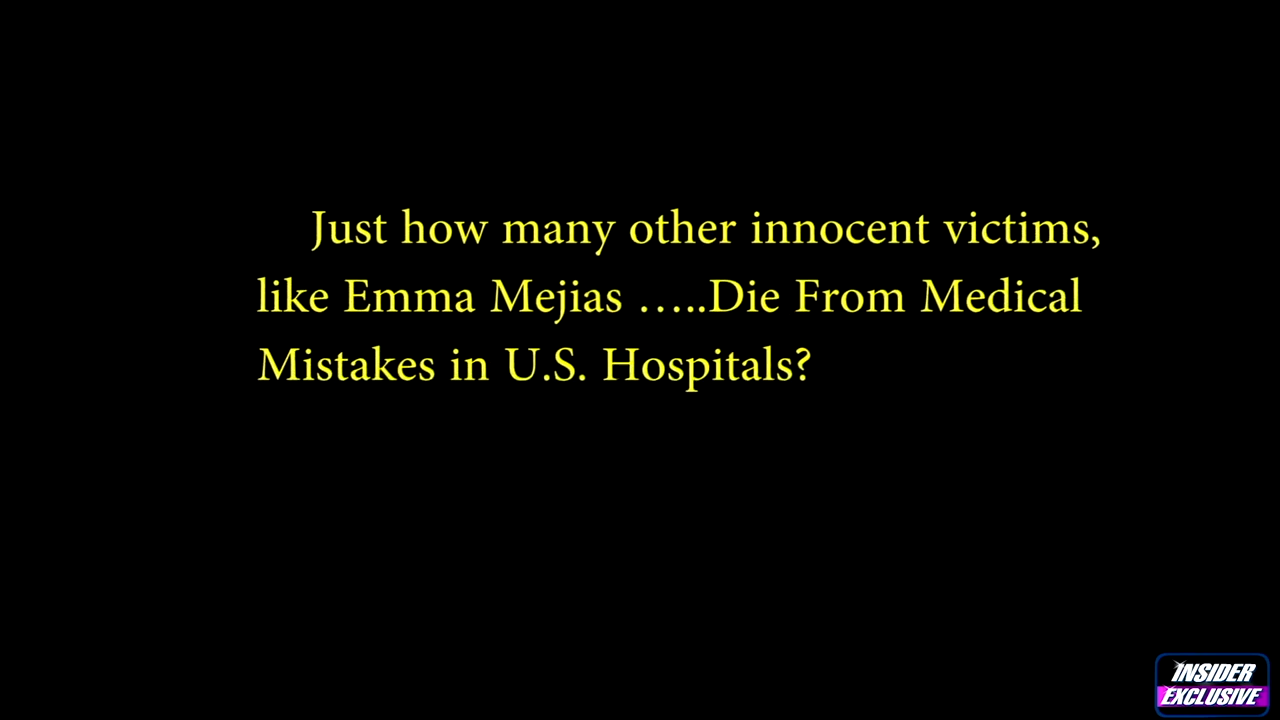 Just how many other innocent victims,
like Emma Mejias …..Die From Medical
Mistakes in U.S. Hospitals?
INSIDER
EXCLUSIVE